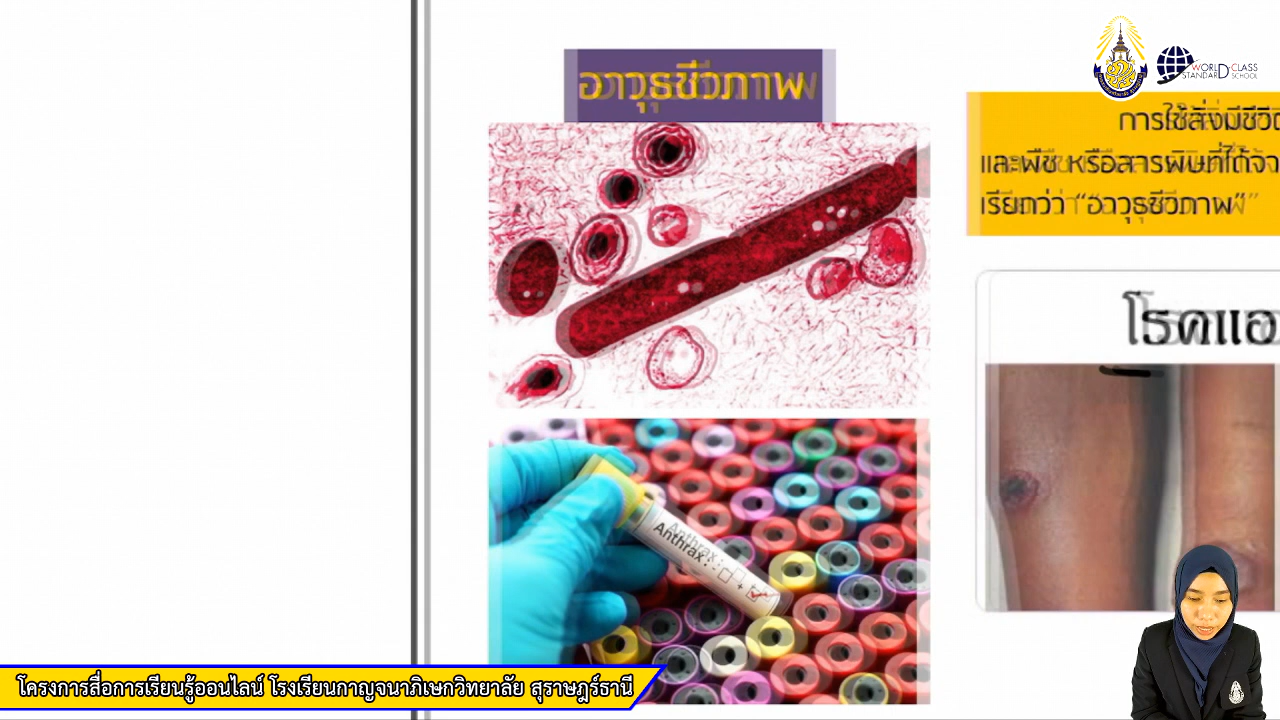 อาวุธชีวภาพ
WORLD CLASS
STANDARD SCHOOL
การใช้สิ่งมีชีวิต
และพืช หรือสารพิษที่ได้จา
เรียกว่า “อาวุธชีวภาพ”
โรคแอ
Anthrax:
- +
โครงการสื่อการเรียนรู้ออนไลน์ โรงเรียนกาญจนาภิเษกวิทยาลัย สุราษฎร์ธานี